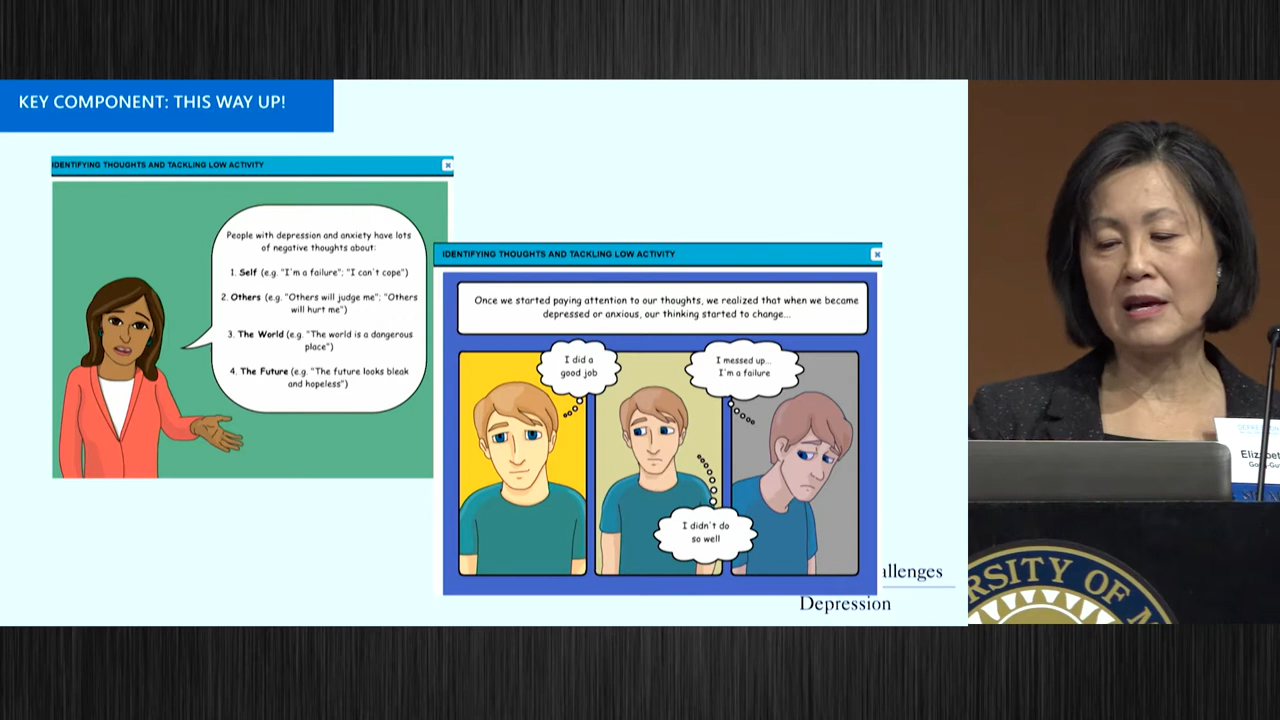 KEY COMPONENT: THIS WAY UP!
IDENTIFYING THOUGHTS AND TACKLING LOW ACTIVITY
People with depression and anxiety have lots
of negative thoughts about:
1. Self (e.g. "I'm a failure"; "I can't cope")
2. Others (e.g. "Others will judge me"; "Others
will hurt me")
3. The World (e.g. "The world is a dangerous
place")
4. The Future (e.g. "The future looks bleak
and hopeless")
IDENTIFYING THOUGHTS AND TACKLING LOW ACTIVITY
Once we started paying attention to our thoughts, we realized that when we became
depressed or anxious, our thinking started to change...
I did a
good job
I messed up...
I'm a failure
I didn't do
so well
allenges
Depression
DEPRESSION
Elizabet
RSITY OF M